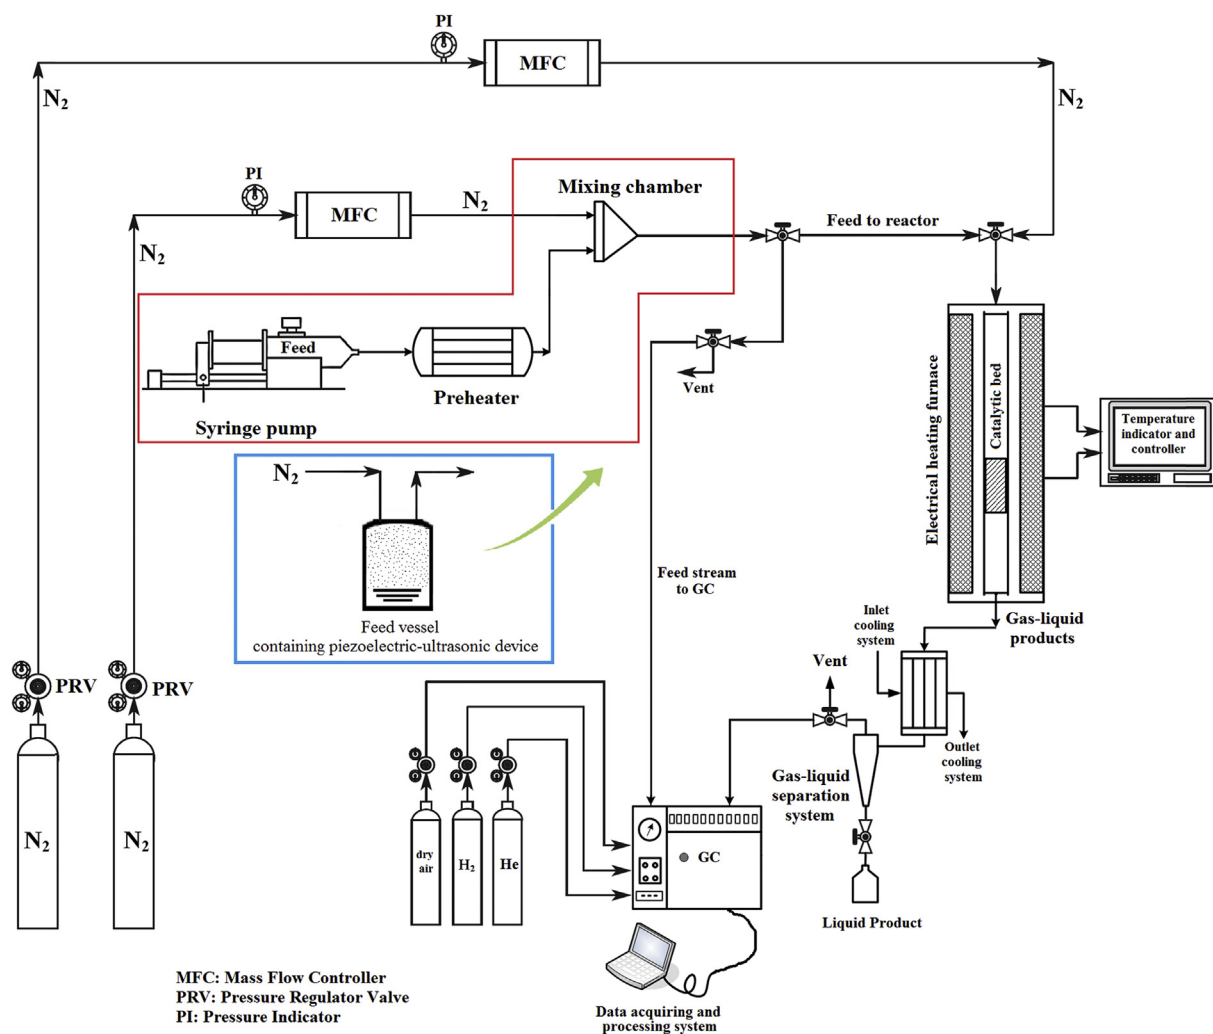 PI
MFC
N2
N2
PI
MFC
N2
Mixing chamber
Feed to reactor
N2
Feed
Preheater
Syringe pump
Vent
Electrical heating furnace
Catalytic bed
Temperature
indicator and
controller
N2
Feed vessel
containing piezoelectric-ultrasonic device
Feed stream
to GC
Gas-liquid
products
Inlet
cooling
system
Vent
PRV
PRV
Outlet
cooling
system
Gas-liquid
separation
system
N2
N2
dry
air
H2
He
GC
Liquid Product
Data acquiring and
processing system
MFC: Mass Flow Controller
PRV: Pressure Regulator Valve
PI: Pressure Indicator